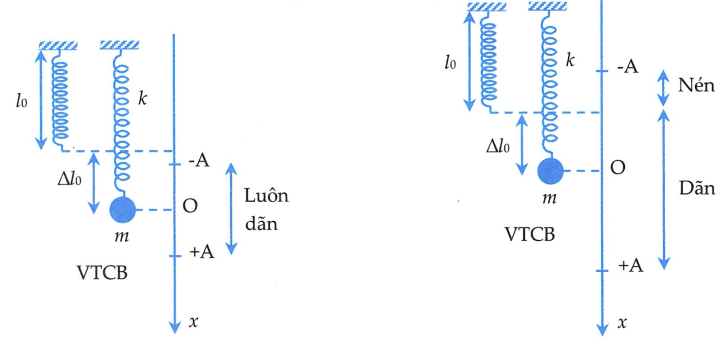 l₀
k
-A
Δl₀
O
Luôn
dãn
m
+A
VTCB
x
l₀
k
-A
Nén
Δl₀
O
Dãn
m
VTCB
+A
x